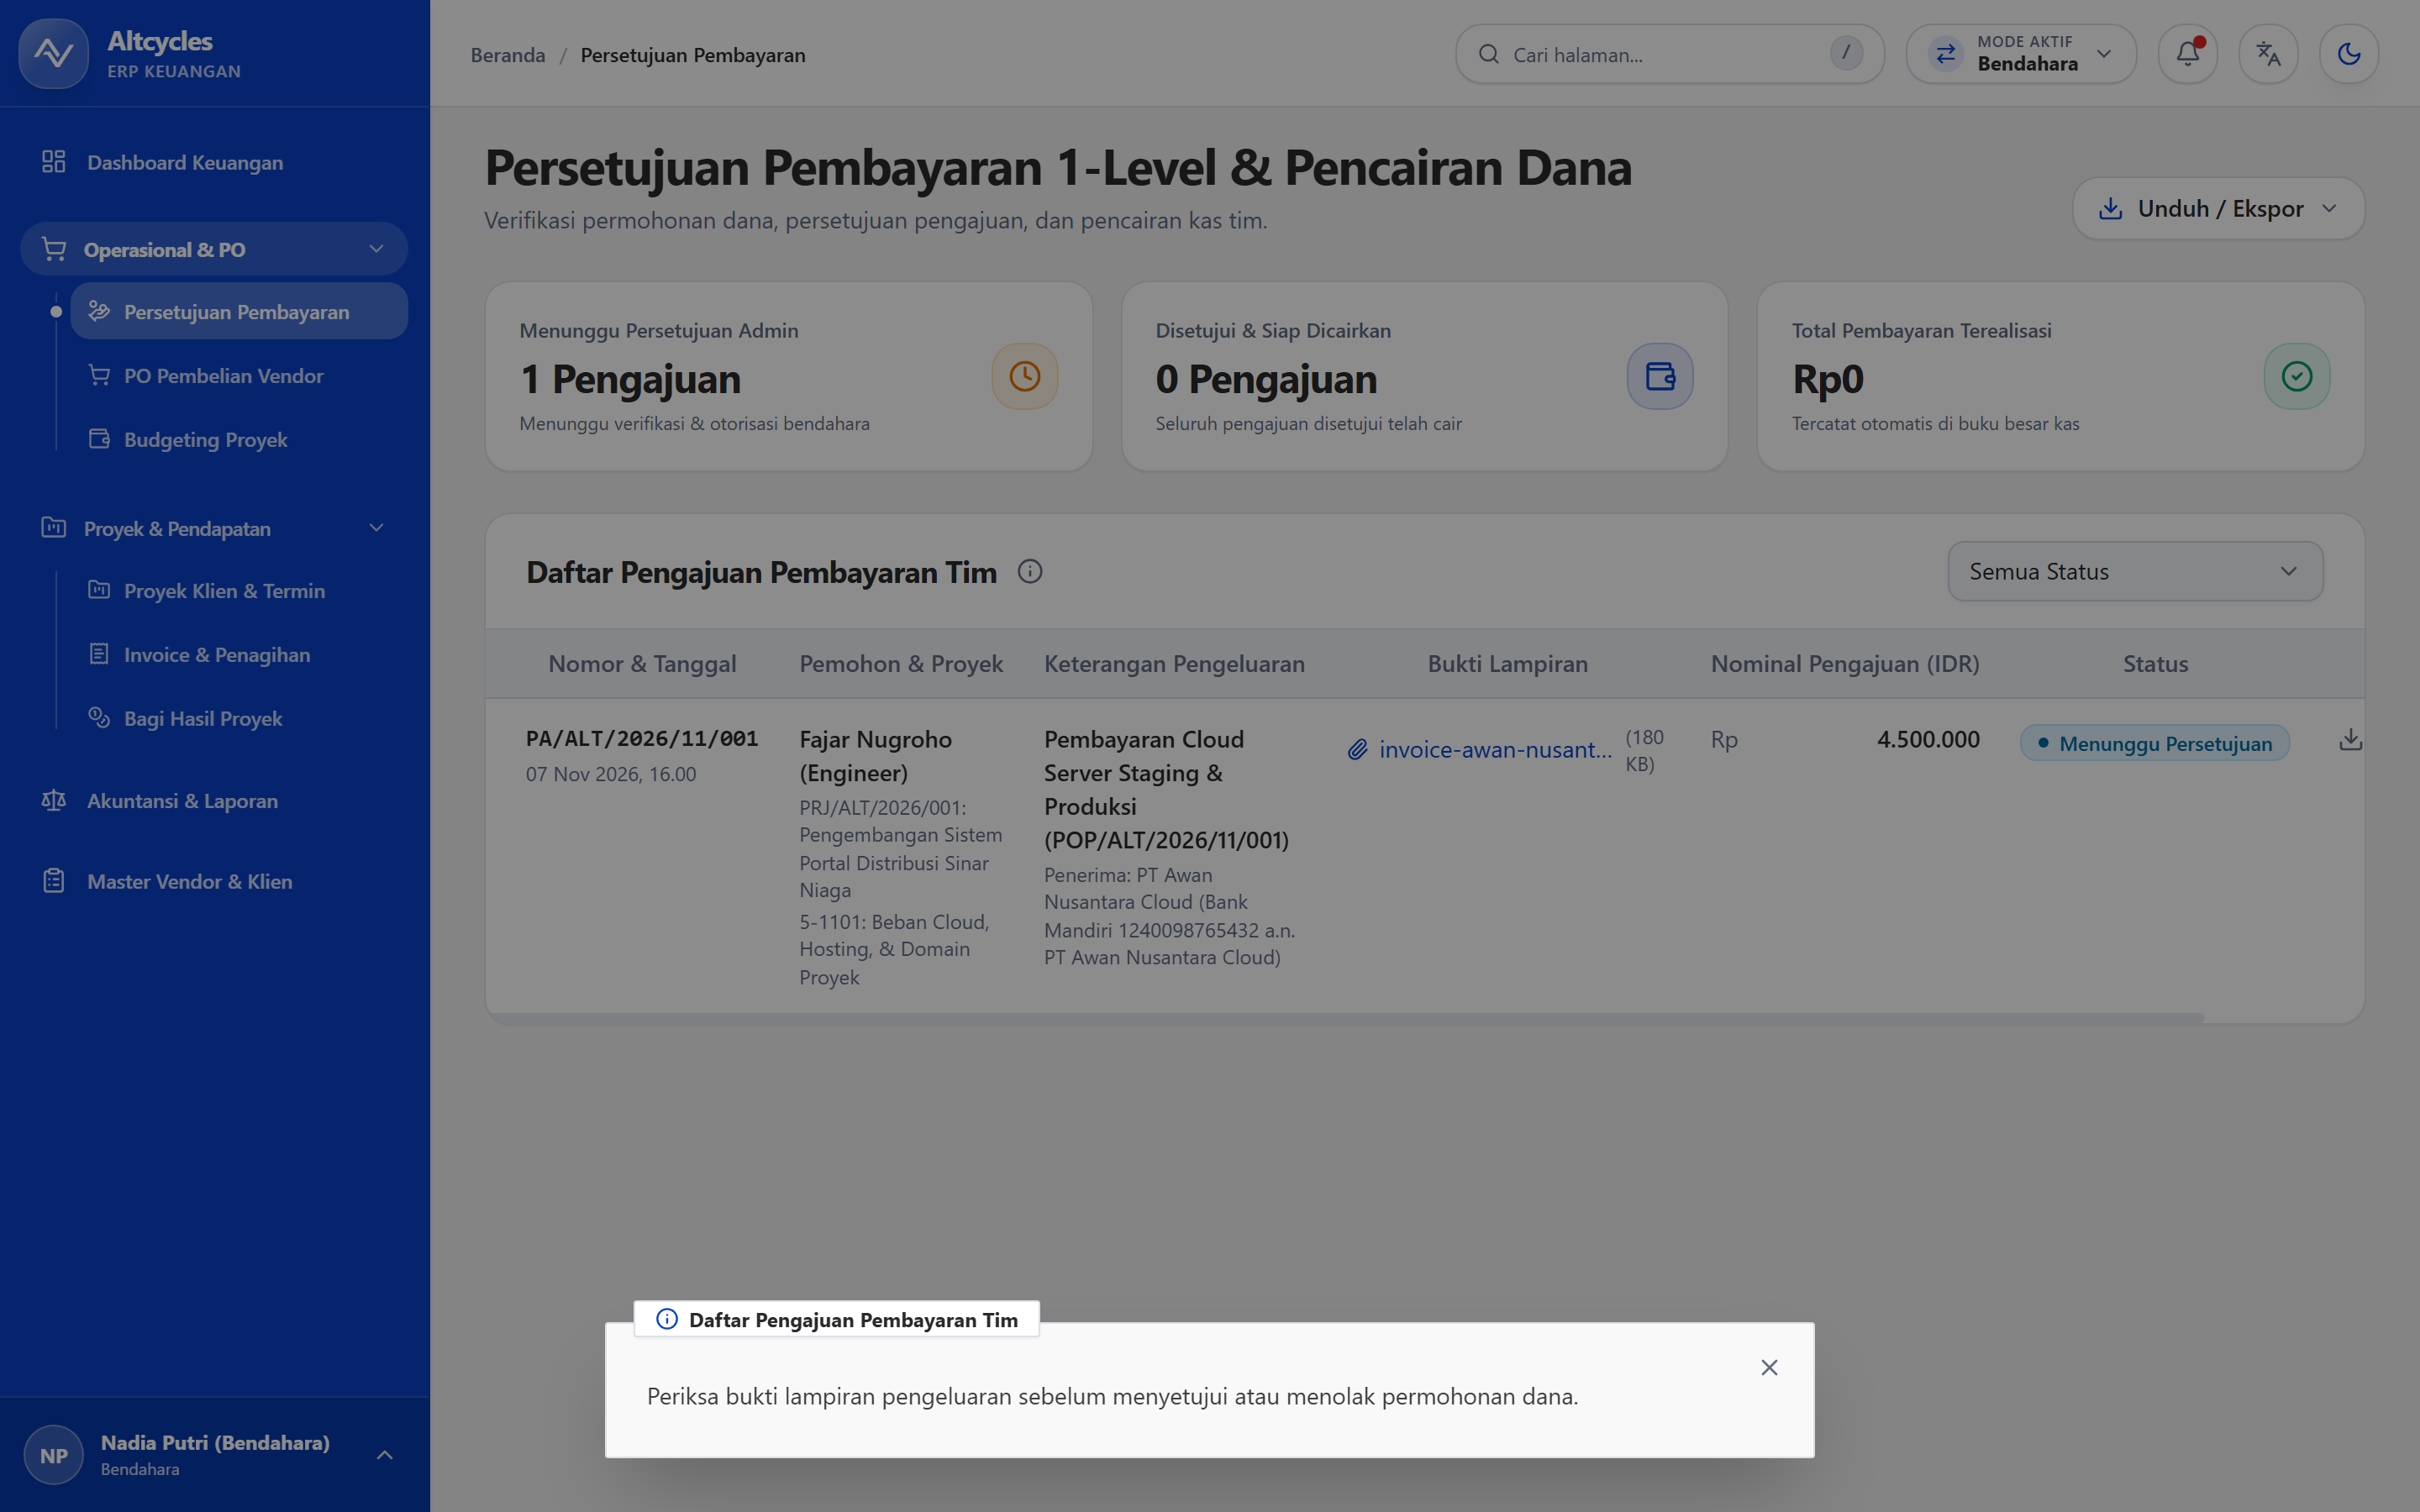 Altcycles
ERP KEUANGAN
Dashboard Keuangan
Operasional & PO
Persetujuan Pembayaran
PO Pembelian Vendor
Budgeting Proyek
Proyek & Pendapatan
Proyek Klien & Termin
Invoice & Penagihan
Bagi Hasil Proyek
Akuntansi & Laporan
Master Vendor & Klien
NP
Nadia Putri (Bendahara)
Bendahara
Beranda / Persetujuan Pembayaran
Cari halaman... /
MODE AKTIF
Bendahara
Persetujuan Pembayaran 1-Level & Pencairan Dana
Verifikasi permohonan dana, persetujuan pengajuan, dan pencairan kas tim.
Unduh / Ekspor
Menunggu Persetujuan Admin
1 Pengajuan
Menunggu verifikasi & otorisasi bendahara
Disetujui & Siap Dicairkan
0 Pengajuan
Seluruh pengajuan disetujui telah cair
Total Pembayaran Terealisasi
Rp0
Tercatat otomatis di buku besar kas
Daftar Pengajuan Pembayaran Tim
Semua Status
Nomor & Tanggal Pemohon & Proyek Keterangan Pengeluaran Bukti Lampiran Nominal Pengajuan (IDR) Status
PA/ALT/2026/11/001
07 Nov 2026, 16.00
Fajar Nugroho
(Engineer)
PRJ/ALT/2026/001:
Pengembangan Sistem
Portal Distribusi Sinar
Niaga
5-1101: Beban Cloud,
Hosting, & Domain
Proyek
Pembayaran Cloud
Server Staging &
Produksi
(POP/ALT/2026/11/001)
Penerima: PT Awan
Nusantara Cloud (Bank
Mandiri 1240098765432 a.n.
PT Awan Nusantara Cloud)
invoice-awan-nusant...
(180
KB)
Rp 4.500.000
Menunggu Persetujuan
Daftar Pengajuan Pembayaran Tim
Periksa bukti lampiran pengeluaran sebelum menyetujui atau menolak permohonan dana.